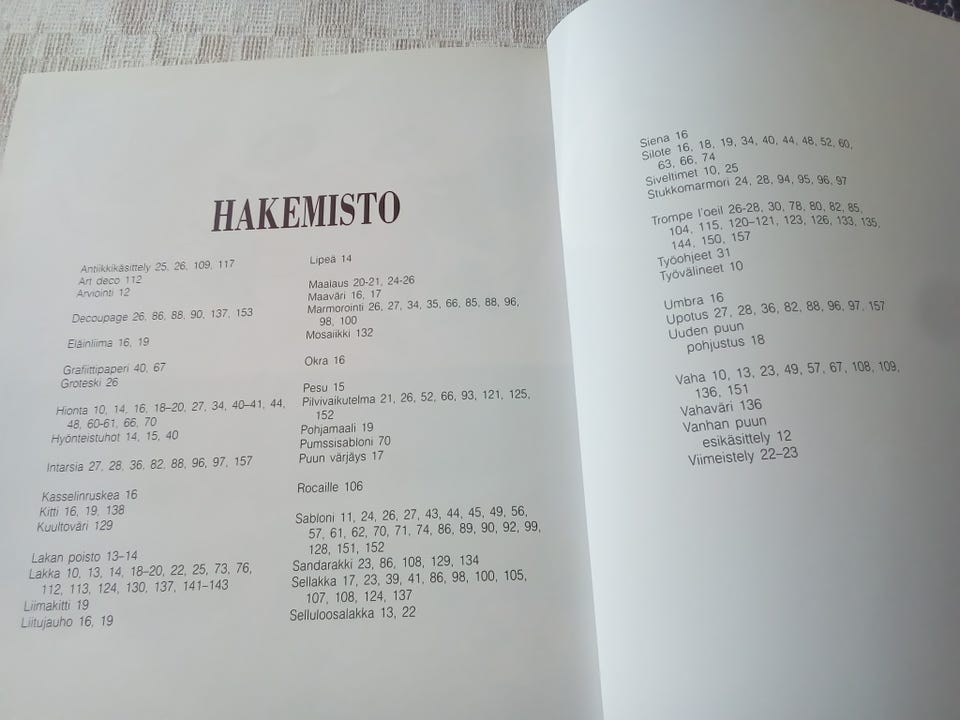 HAKEMISTO
Antiikkikäsittely 25, 26, 109, 117
Art deco 112
Arviointi 12
Decoupage 26, 86, 88, 90, 137, 153
Eläinliima 16, 19
Grafiittipaperi 40, 67
Groteski 26
Hionta 10, 14, 16, 18–20, 27, 34, 40–41, 44,
48, 60-61, 66, 70
Hyönteistuhot 14, 15, 40
Intarsia 27, 28, 36, 82, 88, 96, 97, 157
Kasselinruskea 16
Kitti 16, 19, 138
Kuultoväri 129
Lakan poisto 13–14
Lakka 10, 13, 14, 18–20, 22, 25, 73, 76,
112, 113, 124, 130, 137, 141–143
Liimakitti 19
Liitujauho 16, 19
Lipeä 14
Maalaus 20-21, 24-26
Maaväri 16, 17
Marmorointi 26, 27, 34, 35, 66, 85, 88, 96,
98, 100
Mosaiikki 132
Okra 16
Pesu 15
Pilvivaikutelma 21, 26, 52, 66, 93, 121, 125,
152
Pohjamaali 19
Pumssisabloni 70
Puun värjäys 17
Rocaille 106
Sabloni 11, 24, 26, 27, 43, 44, 45, 49, 56,
57, 61, 62, 70, 71, 74, 86, 89, 90, 92, 99,
128, 151, 152
Sandarakki 23, 86, 108, 129, 134
Sellakka 17, 23, 39, 41, 86, 98, 100, 105,
107, 108, 124, 137
Selluloosalakka 13, 22
Siena 16
Silote 16, 18, 19, 34, 40, 44, 48, 52, 60,
63, 66, 74
Siveltimet 10, 25
Stukkomarmori 24, 28, 94, 95, 96, 97
Trompe l'oeil 26-28, 30, 78, 80, 82, 85,
104, 115, 120–121, 123, 126, 133, 135,
144, 150, 157
Työohjeet 31
Työvälineet 10
Umbra 16
Upotus 27, 28, 36, 82, 88, 96, 97, 157
Uuden puun
pohjustus 18
Vaha 10, 13, 23, 49, 57, 67, 108, 109,
136, 151
Vahaväri 136
Vanhan puun
esikäsittely 12
Viimeistely 22–23